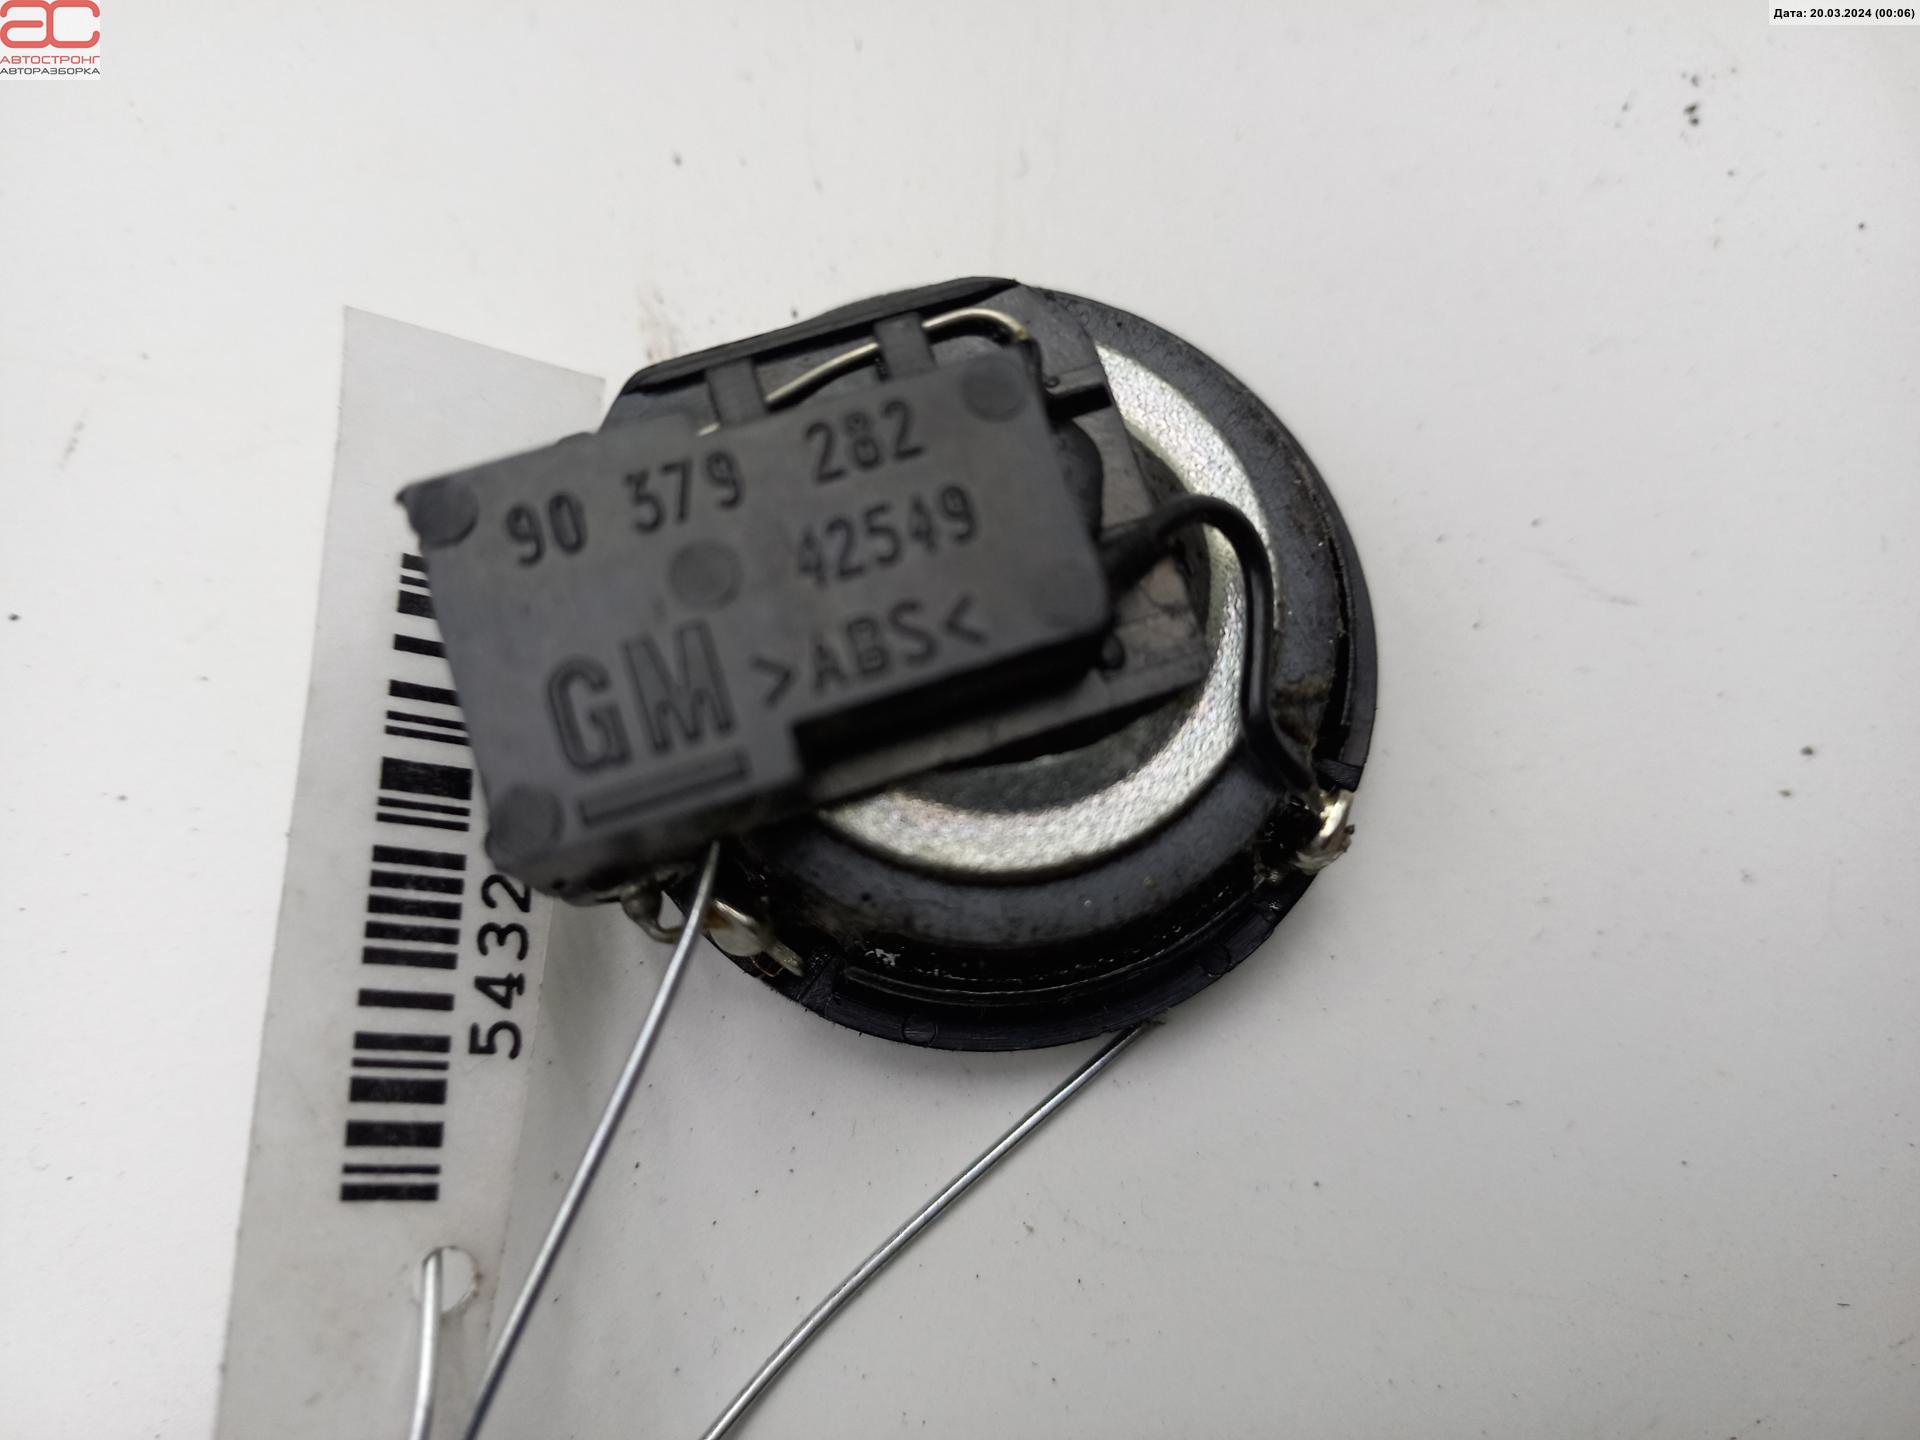 АС
АВТОСТРОНГ
АВТОРАЗБОРКА
Дата: 20.03.2024 (00:06)
90 379 282
42549
GM >ABS<
5432